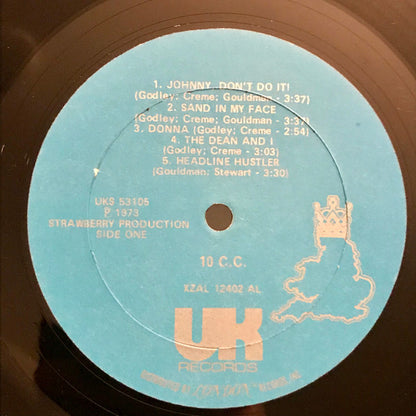 1. JOHNNY, DON'T DO IT!
(Godley; Creme; Gouldman - 3:37)
2. SAND IN MY FACE
(Godley; Creme; Gouldman - 3:37)
3. DONNA (Godley; Creme - 2:54)
4. THE DEAN AND I
(Godley; Creme - 3:03)
5. HEADLINE HUSTLER
(Gouldman; Stewart - 3:30)
UKS 53105
℗ 1973
STRAWBERRY PRODUCTION
SIDE ONE
10 C.C.
XZAL 12402 AL
UK
RECORDS